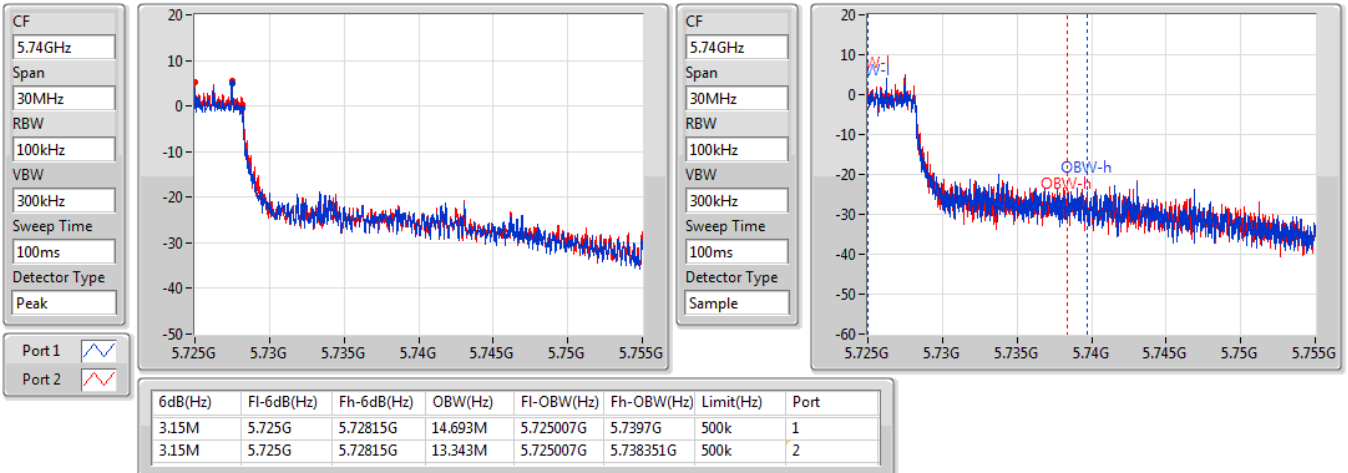 CF
5.74GHz
Span
30MHz
RBW
100kHz
VBW
300kHz
Sweep Time
100ms
Detector Type
Peak
20
10
0
-10
-20
-30
-40
-50
5.725G 5.73G 5.735G 5.74G 5.745G 5.75G 5.755G
Port 1
Port 2
CF
5.74GHz
Span
30MHz
RBW
100kHz
VBW
300kHz
Sweep Time
100ms
Detector Type
Sample
20
10
0
-10
-20
-30
-40
-50
-60
W-l
W-l
OBW-h
OBW-h
5.725G 5.73G 5.735G 5.74G 5.745G 5.75G 5.755G
6dB(Hz) Fl-6dB(Hz) Fh-6dB(Hz) OBW(Hz) Fl-OBW(Hz) Fh-OBW(Hz) Limit(Hz) Port
3.15M 5.725G 5.72815G 14.693M 5.725007G 5.7397G 500k 1
3.15M 5.725G 5.72815G 13.343M 5.725007G 5.738351G 500k 2